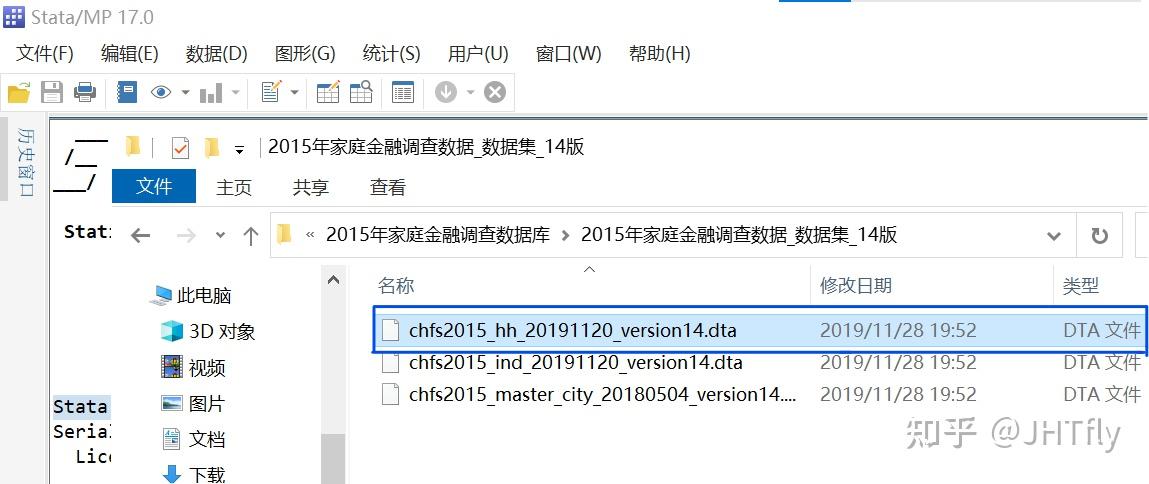 Stata/MP 17.0
文件(F) 编辑(E) 数据(D) 图形(G) 统计(S) 用户(U) 窗口(W) 帮助(H)
历史窗口
2015年家庭金融调查数据_数据集_14版
文件 主页 共享 查看
« 2015年家庭金融调查数据库 › 2015年家庭金融调查数据_数据集_14版
名称 修改日期 类型
chfs2015_hh_20191120_version14.dta 2019/11/28 19:52 DTA 文件
chfs2015_ind_20191120_version14.dta 2019/11/28 19:52 DTA 文件
chfs2015_master_city_20180504_version14.... 2019/11/28 19:52 DTA 文件
此电脑
3D 对象
视频
图片
文档
下载
Stati
Stata
Serial
Lice
知乎 @JHTfly